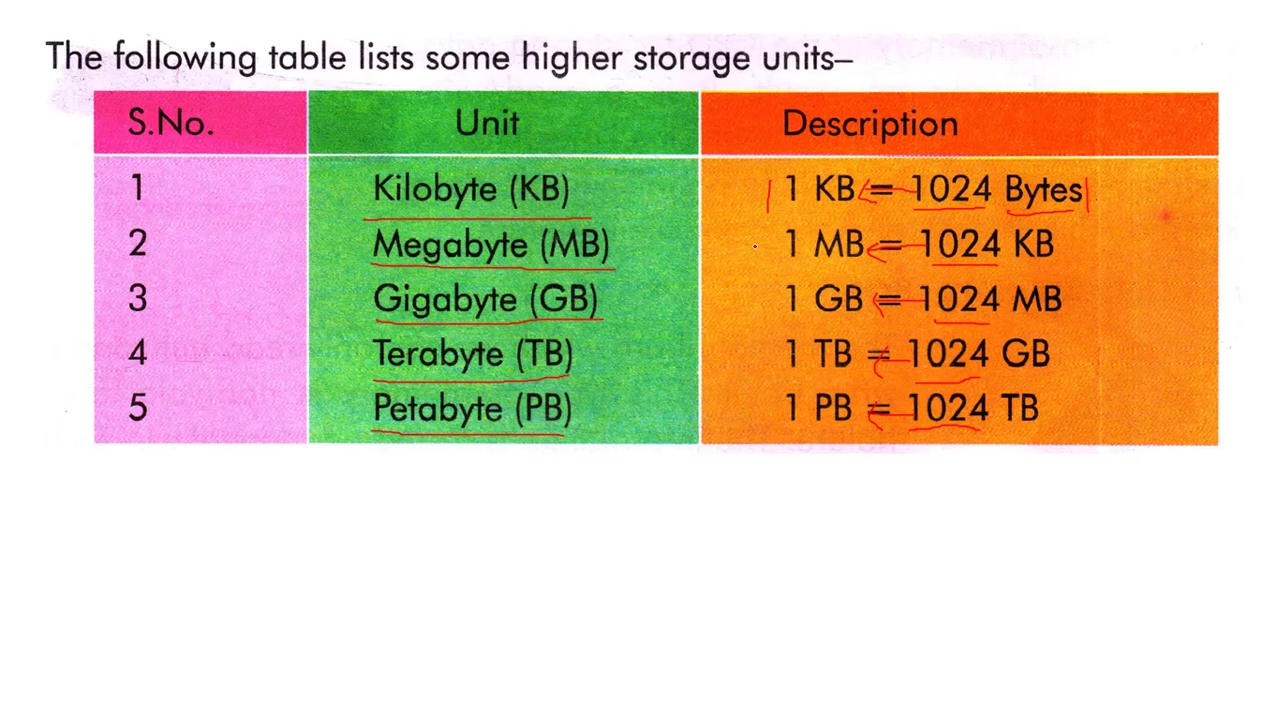 The following table lists some higher storage units–
S.No. Unit Description
1 Kilobyte (KB) 1 KB = 1024 Bytes
2 Megabyte (MB) 1 MB = 1024 KB
3 Gigabyte (GB) 1 GB = 1024 MB
4 Terabyte (TB) 1 TB = 1024 GB
5 Petabyte (PB) 1 PB = 1024 TB